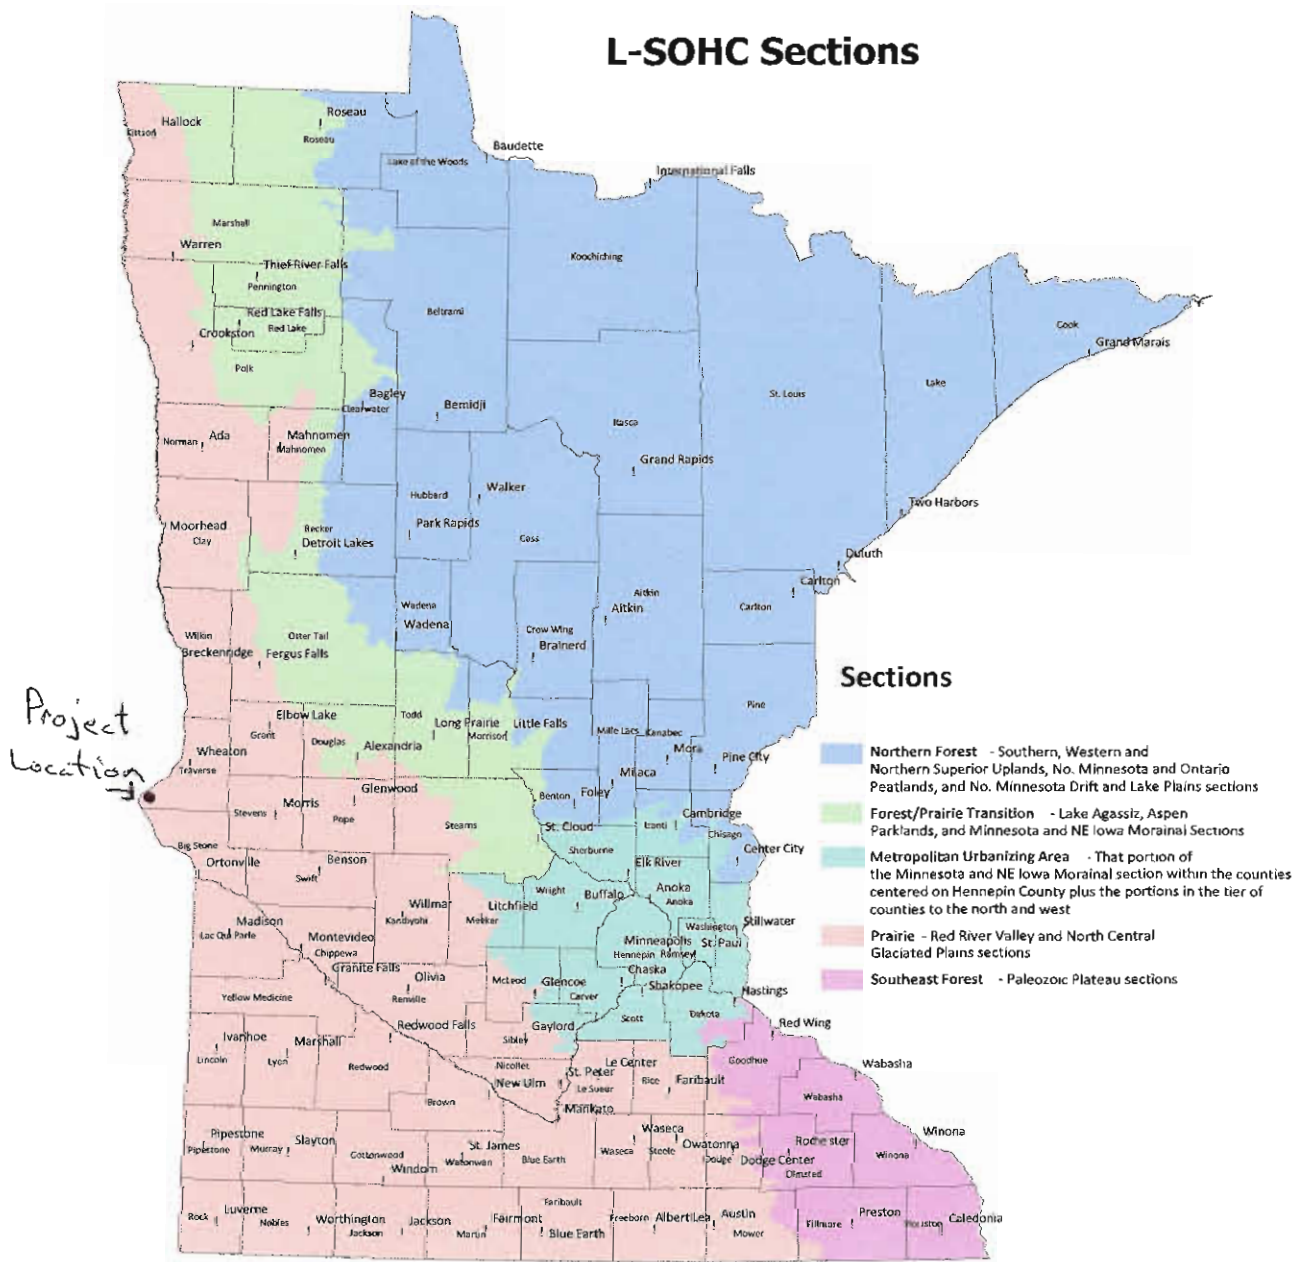 L-SOHC Sections
Hallock
Kittson
Roseau
Roseau
Lake of the Woods
Baudette
International Falls
Marshall
Warren
Thief River Falls
Pennington
Koochiching
Red Lake Falls
Red Lake
Crookston
Polk
Beltrami
Cook
Grand Marais
Lake
St. Louis
Bagley
Clearwater
Bemidji
Itasca
Grand Rapids
Norman
Ada
Mahnomen
Mahnomen
Hubbard
Walker
Park Rapids
Cass
Two Harbors
Moorhead
Clay
Becker
Detroit Lakes
Duluth
Carlton
Carlton
Aitkin
Aitkin
Wadena
Wadena
Crow Wing
Brainerd
Wilkin
Breckenridge
Otter Tail
Fergus Falls
Pine
Project
Location
Elbow Lake
Grant
Douglas
Alexandria
Todd
Long Prairie
Morrison
Little Falls
Mille Lacs
Kanabec
Mora
Pine City
Milaca
Wheaton
Traverse
Glenwood
Morris
Stevens
Pope
Stearns
Benton
Foley
St. Cloud
Sherburne
Isanti
Cambridge
Chisago
Center City
Elk River
Big Stone
Ortonville
Benson
Swift
Wright
Buffalo
Anoka
Anoka
Litchfield
Meeker
Willmar
Kandiyohi
Washington
Stillwater
Minneapolis
St. Paul
Hennepin
Ramsey
Madison
Lac Qui Parle
Montevideo
Chippewa
Granite Falls
Olivia
Renville
McLeod
Glencoe
Carver
Chaska
Shakopee
Hastings
Yellow Medicine
Scott
Dakota
Redwood Falls
Gaylord
Sibley
Red Wing
Ivanhoe
Lincoln
Marshall
Lyon
Redwood
Nicollet
New Ulm
St. Peter
Le Center
Le Sueur
Rice
Faribault
Goodhue
Wabasha
Wabasha
Brown
Mankato
Pipestone
Pipestone
Slayton
Murray
Cottonwood
Windom
St. James
Watonwan
Blue Earth
Waseca
Waseca
Steele
Owatonna
Dodge
Dodge Center
Rochester
Olmsted
Winona
Winona
Rock
Luverne
Nobles
Worthington
Jackson
Jackson
Martin
Fairmont
Faribault
Blue Earth
Freeborn
Albert Lea
Austin
Mower
Fillmore
Preston
Houston
Caledonia
Sections
Northern Forest - Southern, Western and
Northern Superior Uplands, No. Minnesota and Ontario
Peatlands, and No. Minnesota Drift and Lake Plains sections
Forest/Prairie Transition - Lake Agassiz, Aspen
Parklands, and Minnesota and NE Iowa Morainal Sections
Metropolitan Urbanizing Area - That portion of
the Minnesota and NE Iowa Morainal section within the counties
centered on Hennepin County plus the portions in the tier of
counties to the north and west
Prairie - Red River Valley and North Central
Glaciated Plains sections
Southeast Forest - Paleozoic Plateau sections